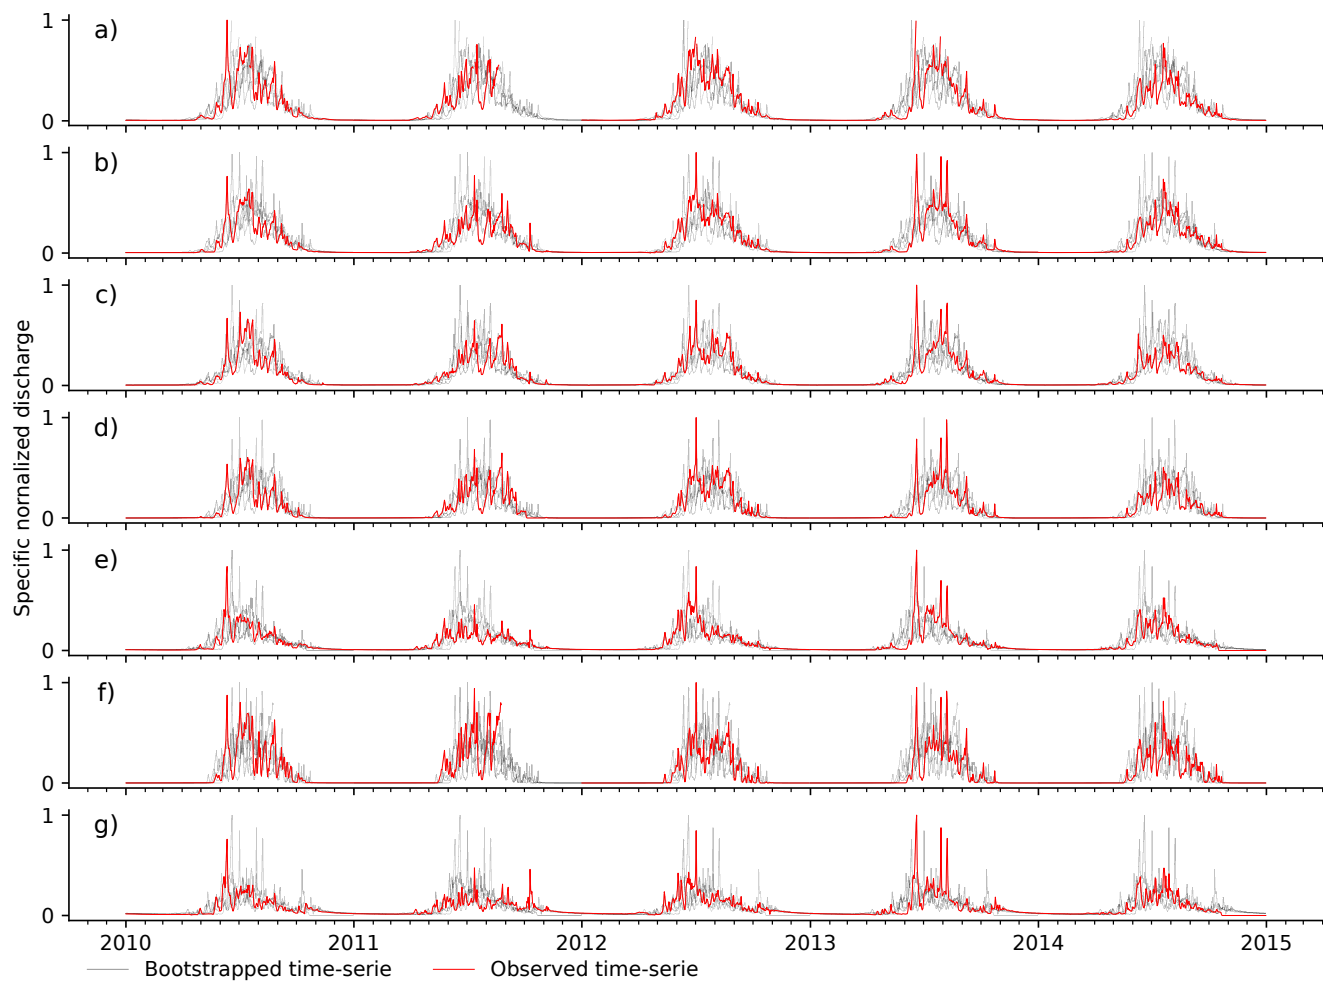 a)
1
0
b)
1
0
c)
1
0
Specific nornalized discharge
d)
1
0
e)
1
0
f)
1
0
g)
1
0
2010 2011 2012 2013 2014 2015
Bootstrapped time-serie Observed time-serie